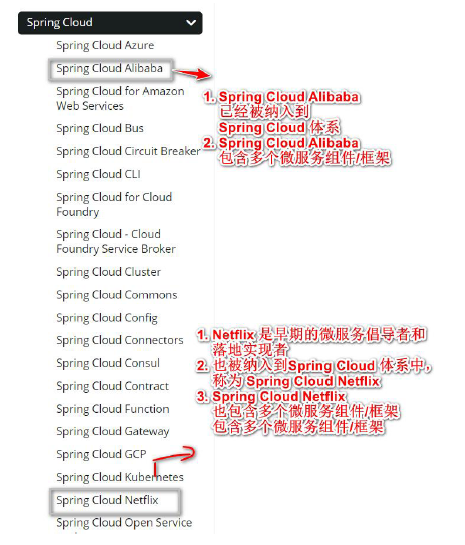 Spring Cloud
Spring Cloud Azure
Spring Cloud Alibaba
Spring Cloud for Amazon
Web Services
Spring Cloud Bus
Spring Cloud Circuit Breaker
Spring Cloud CLI
Spring Cloud for Cloud
Foundry
Spring Cloud - Cloud
Foundry Service Broker
Spring Cloud Cluster
Spring Cloud Commons
Spring Cloud Config
Spring Cloud Connectors
Spring Cloud Consul
Spring Cloud Contract
Spring Cloud Function
Spring Cloud Gateway
Spring Cloud GCP
Spring Cloud Kubernetes
Spring Cloud Netflix
Spring Cloud Open Service
1. Spring Cloud Alibaba
已经被纳入到
Spring Cloud 体系
2. Spring Cloud Alibaba
包含多个微服务组件/框架
1. Netflix 是早期的微服务倡导者和
落地实现者
2. 也被纳入到Spring Cloud 体系中，
称为 Spring Cloud Netflix
3. Spring Cloud Netflix
也包含多个微服务组件/框架
包含多个微服务组件/框架